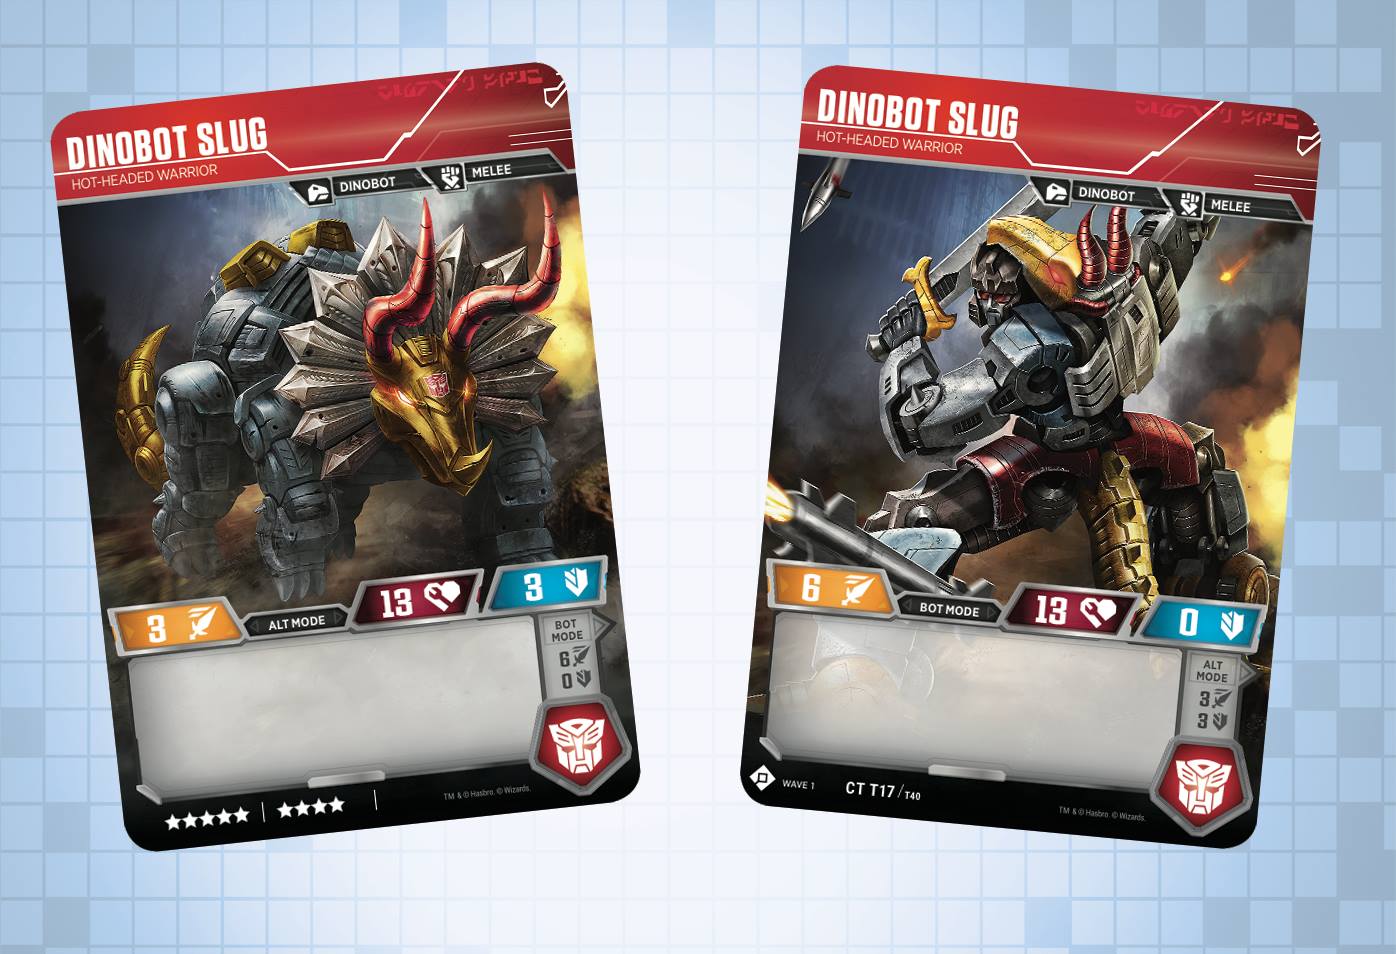 DINOBOT SLUG
HOT-HEADED WARRIOR
DINOBOT
MELEE
3
ALT MODE
13
3
BOT
MODE
6
0
TM & © Hasbro. © Wizards.
DINOBOT SLUG
HOT-HEADED WARRIOR
DINOBOT
MELEE
6
BOT MODE
13
0
ALT
MODE
3
3
WAVE 1
CT T17/T40
TM & © Hasbro. © Wizards.